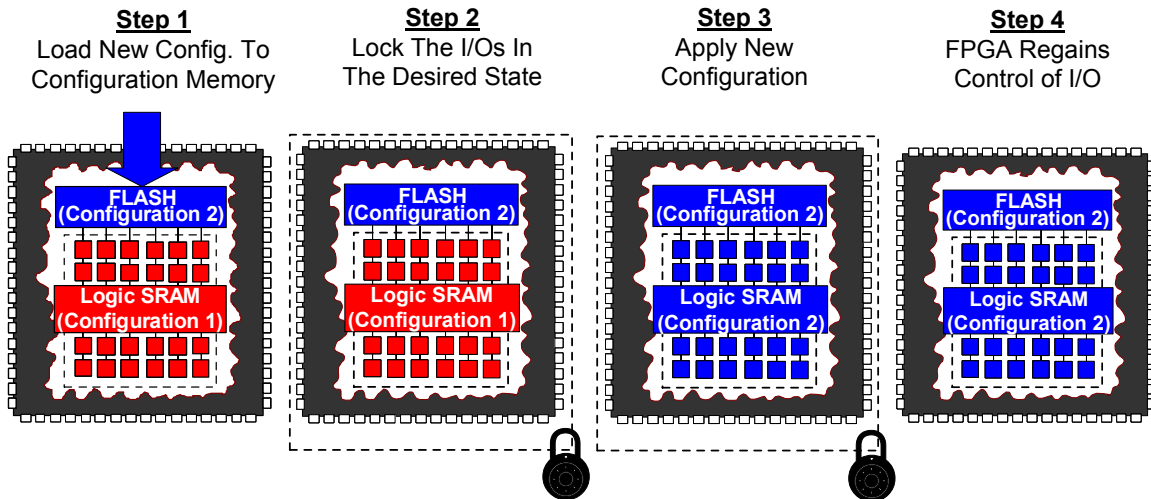 Step 1
Load New Config. To
Configuration Memory
FLASH
(Configuration 2)
Logic SRAM
(Configuration 1)
Step 2
Lock The I/Os In
The Desired State
FLASH
(Configuration 2)
Logic SRAM
(Configuration 1)
Step 3
Apply New
Configuration
FLASH
(Configuration 2)
Logic SRAM
(Configuration 2)
Step 4
FPGA Regains
Control of I/O
FLASH
(Configuration 2)
Logic SRAM
(Configuration 2)